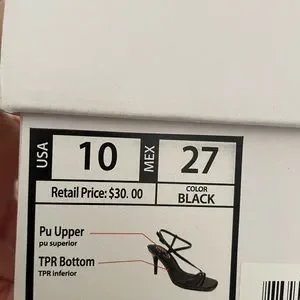 USA 10 MEX 27
Retail Price: $30.00 COLOR
BLACK
Pu Upper
pu superior
TPR Bottom
TPR inferior